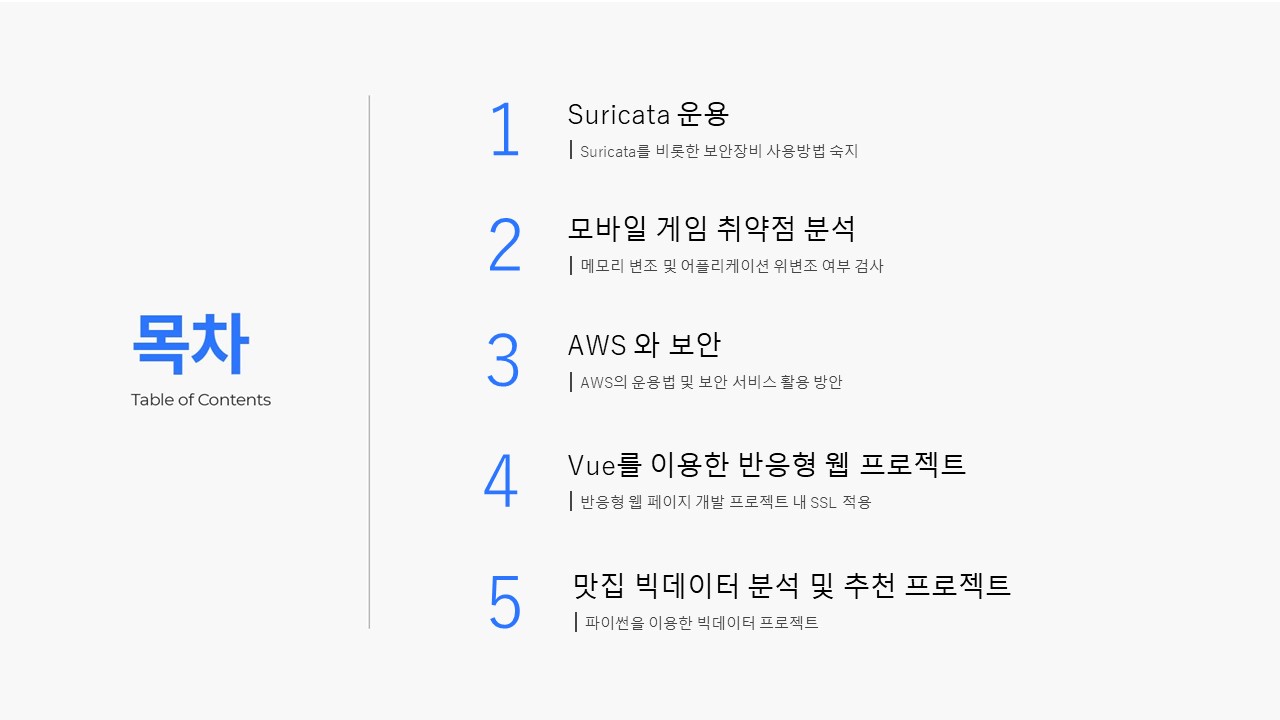 목차
Table of Contents
1
Suricata 운용
Suricata를 비롯한 보안장비 사용방법 숙지
2
모바일 게임 취약점 분석
메모리 변조 및 어플리케이션 위변조 여부 검사
3
AWS 와 보안
AWS의 운용법 및 보안 서비스 활용 방안
4
Vue를 이용한 반응형 웹 프로젝트
반응형 웹 페이지 개발 프로젝트 내 SSL 적용
5
맛집 빅데이터 분석 및 추천 프로젝트
파이썬을 이용한 빅데이터 프로젝트